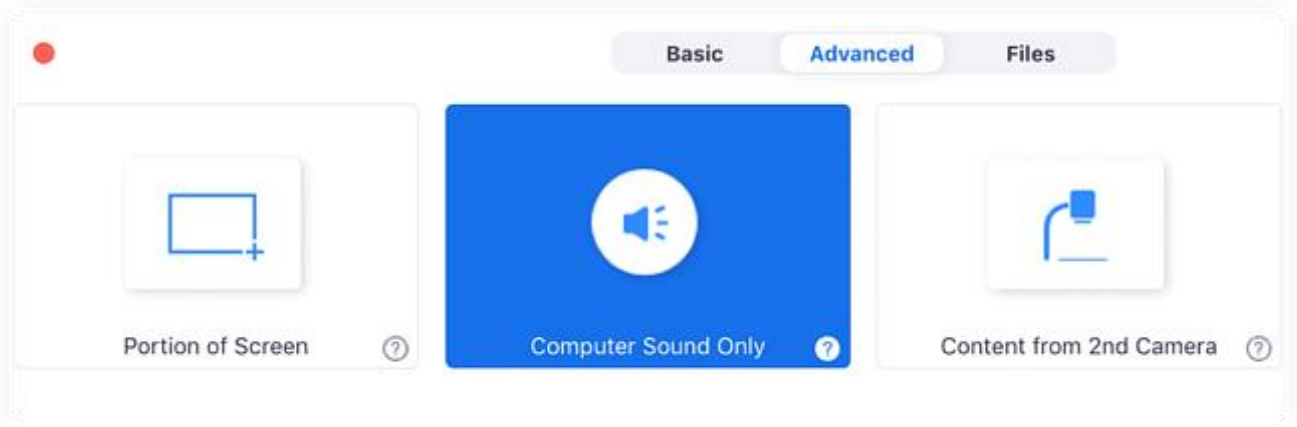 Basic Advanced Files
Portion of Screen ? Computer Sound Only ? Content from 2nd Camera ?